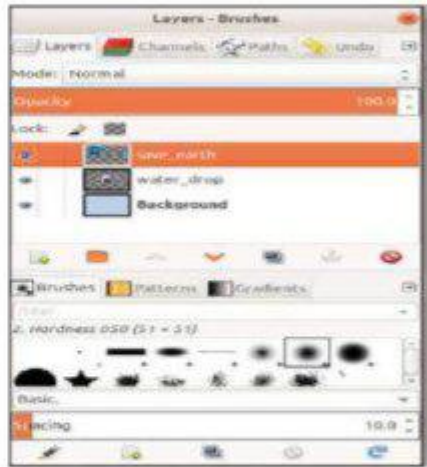 Layers - Brushes
Layers Channels Paths Undo
Mode: Normal
Opacity 100.0
Lock:
save_earth
water_drop
Background
Brushes Patterns Gradients
filter
2. Hardness 050 (51 × 51)
Basic,
Spacing 10.0